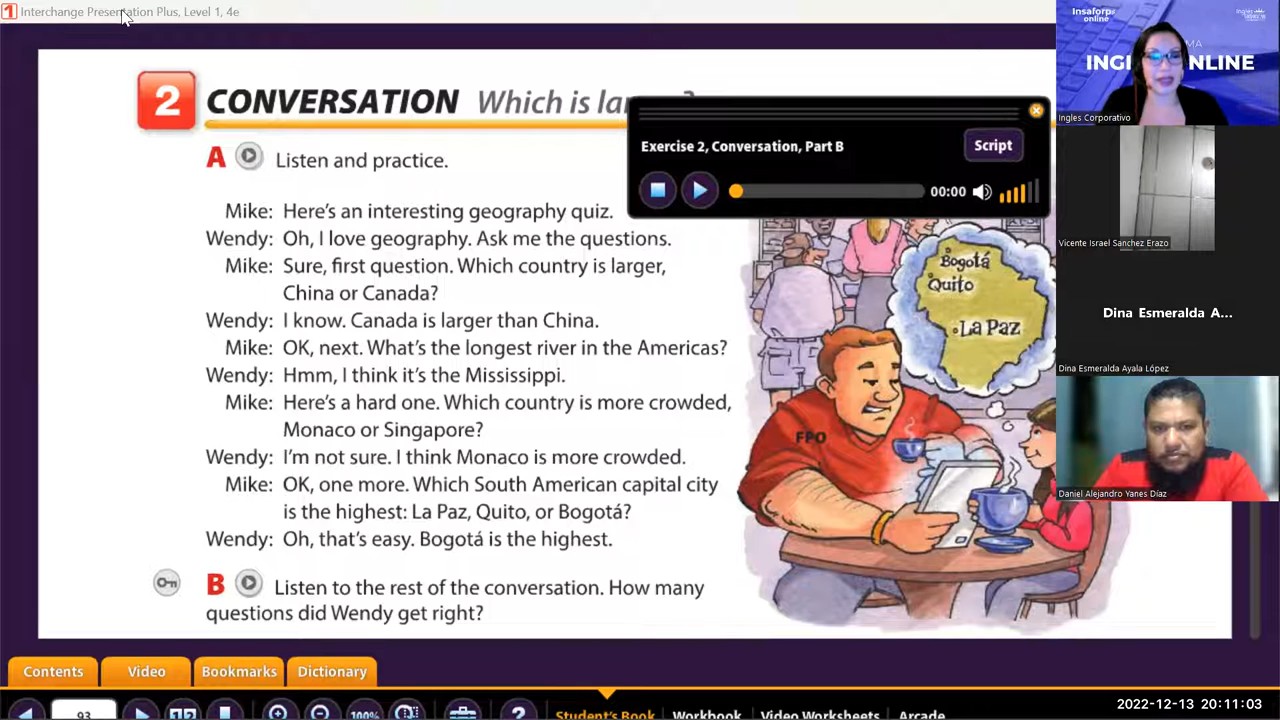 Interchange Presentation Plus, Level 1, 4e
2 CONVERSATION Which is
A Listen and practice.
Mike: Here's an interesting geography quiz.
Wendy: Oh, I love geography. Ask me the questions.
Mike: Sure, first question. Which country is larger,
China or Canada?
Wendy: I know. Canada is larger than China.
Mike: OK, next. What's the longest river in the Americas?
Wendy: Hmm, I think it's the Mississippi.
Mike: Here's a hard one. Which country is more crowded,
Monaco or Singapore?
Wendy: I'm not sure. I think Monaco is more crowded.
Mike: OK, one more. Which South American capital city
is the highest: La Paz, Quito, or Bogotá?
Wendy: Oh, that's easy. Bogotá is the highest.
B Listen to the rest of the conversation. How many
questions did Wendy get right?
Exercise 2, Conversation, Part B
Script
00:00
Bogotá
Quito
La Paz
FPO
Contents
Video
Bookmarks
Dictionary
93
100%
Student's Book
Workbook
Video Worksheets
Arcade
Insaforp
online
ONLINE
Ingles Corporativo
Vicente Israel Sanchez Erazo
Dina Esmeralda A...
Dina Esmeralda Ayala López
Daniel Alejandro Yanes Díaz
2022-12-13 20:11:03